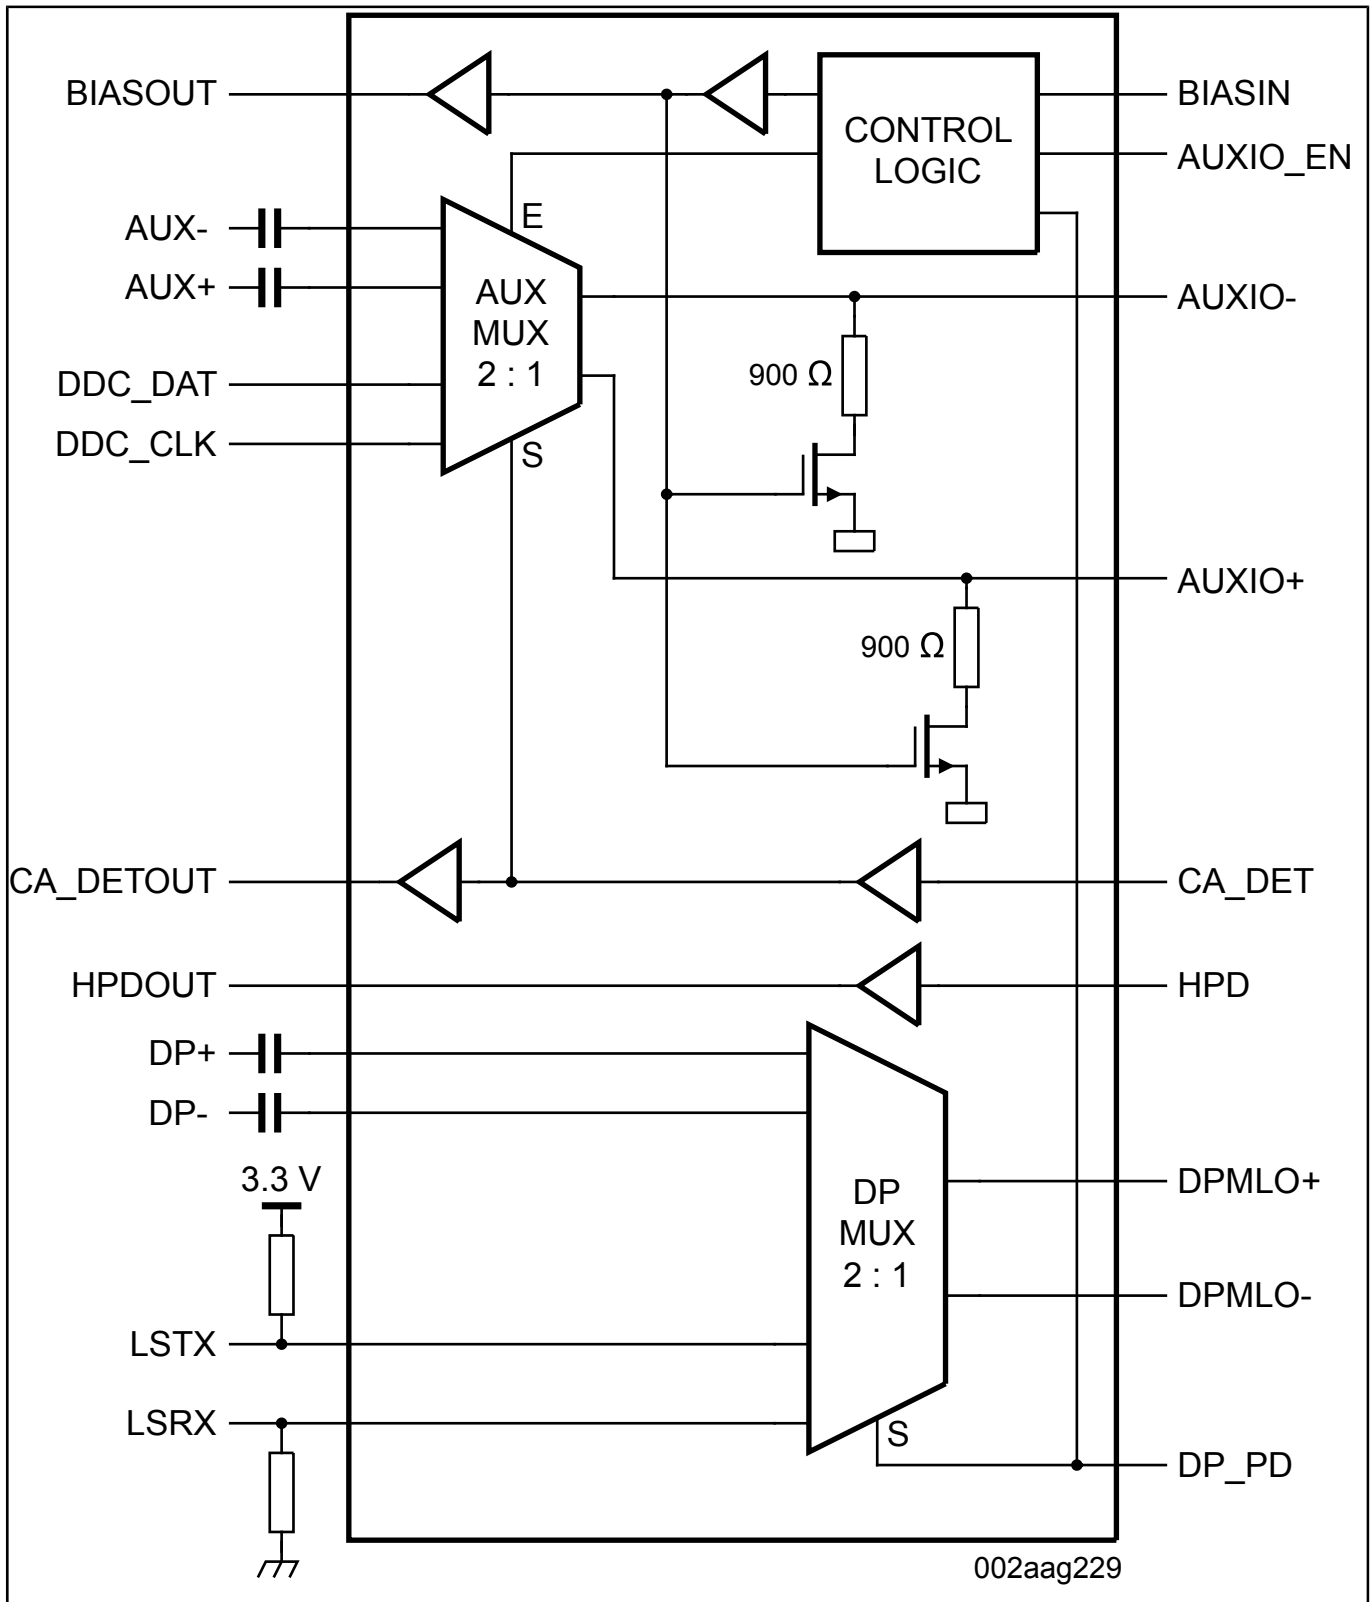 BIASOUT
CONTROL
LOGIC
BIASIN
AUXIO_EN
AUX-
E
AUX+
AUX
MUX
2 : 1
AUXIO-
900 Ω
DDC_DAT
DDC_CLK
S
AUXIO+
900 Ω
CA_DETOUT
CA_DET
HPDOUT
HPD
DP+
DP-
3.3 V
DP
MUX
2 : 1
DPMLO+
DPMLO-
LSTX
LSRX
S
DP_PD
002aag229